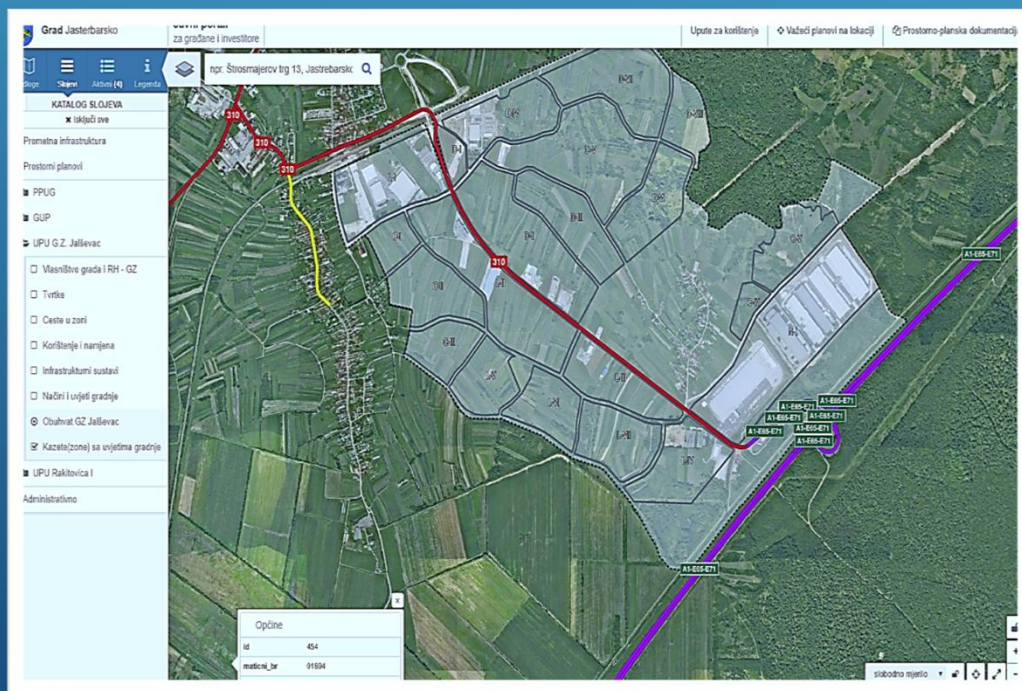 Grad Jasterbarsko
za građane i investitore
Upute za korištenje
Važeći planovi na lokaciji
Prostorno-planska dokumentacij
Slojevi
Aktivni (4)
Legenda
npr. Štrosmajerov trg 13, Jastrebarsko
KATALOG SLOJEVA
✖ Isključi sve
Prometna infrastruktura
Prostorni planovi
PPUG
GUP
UPU G.Z. Jalševac
Vlasništvo grada i RH - GZ
Tvrtke
Ceste u zoni
Korištenje i namjena
Infrastrukturni sustavi
Načini i uvjeti gradnje
Obuhvat GZ Jalševac
Kazete(zone) sa uvjetima gradnje
UPU Rakitovica I
Administrativno
310
310
310
310
A1-E65-E71
A1-E65-E71
A1-E65-E71
A1-E65-E71
A1-E65-E71
A1-E65-E71
A1-E65-E71
A1-E65-E71
x
Općine
id 454
maticni_br 01694
slobodno mjerilo